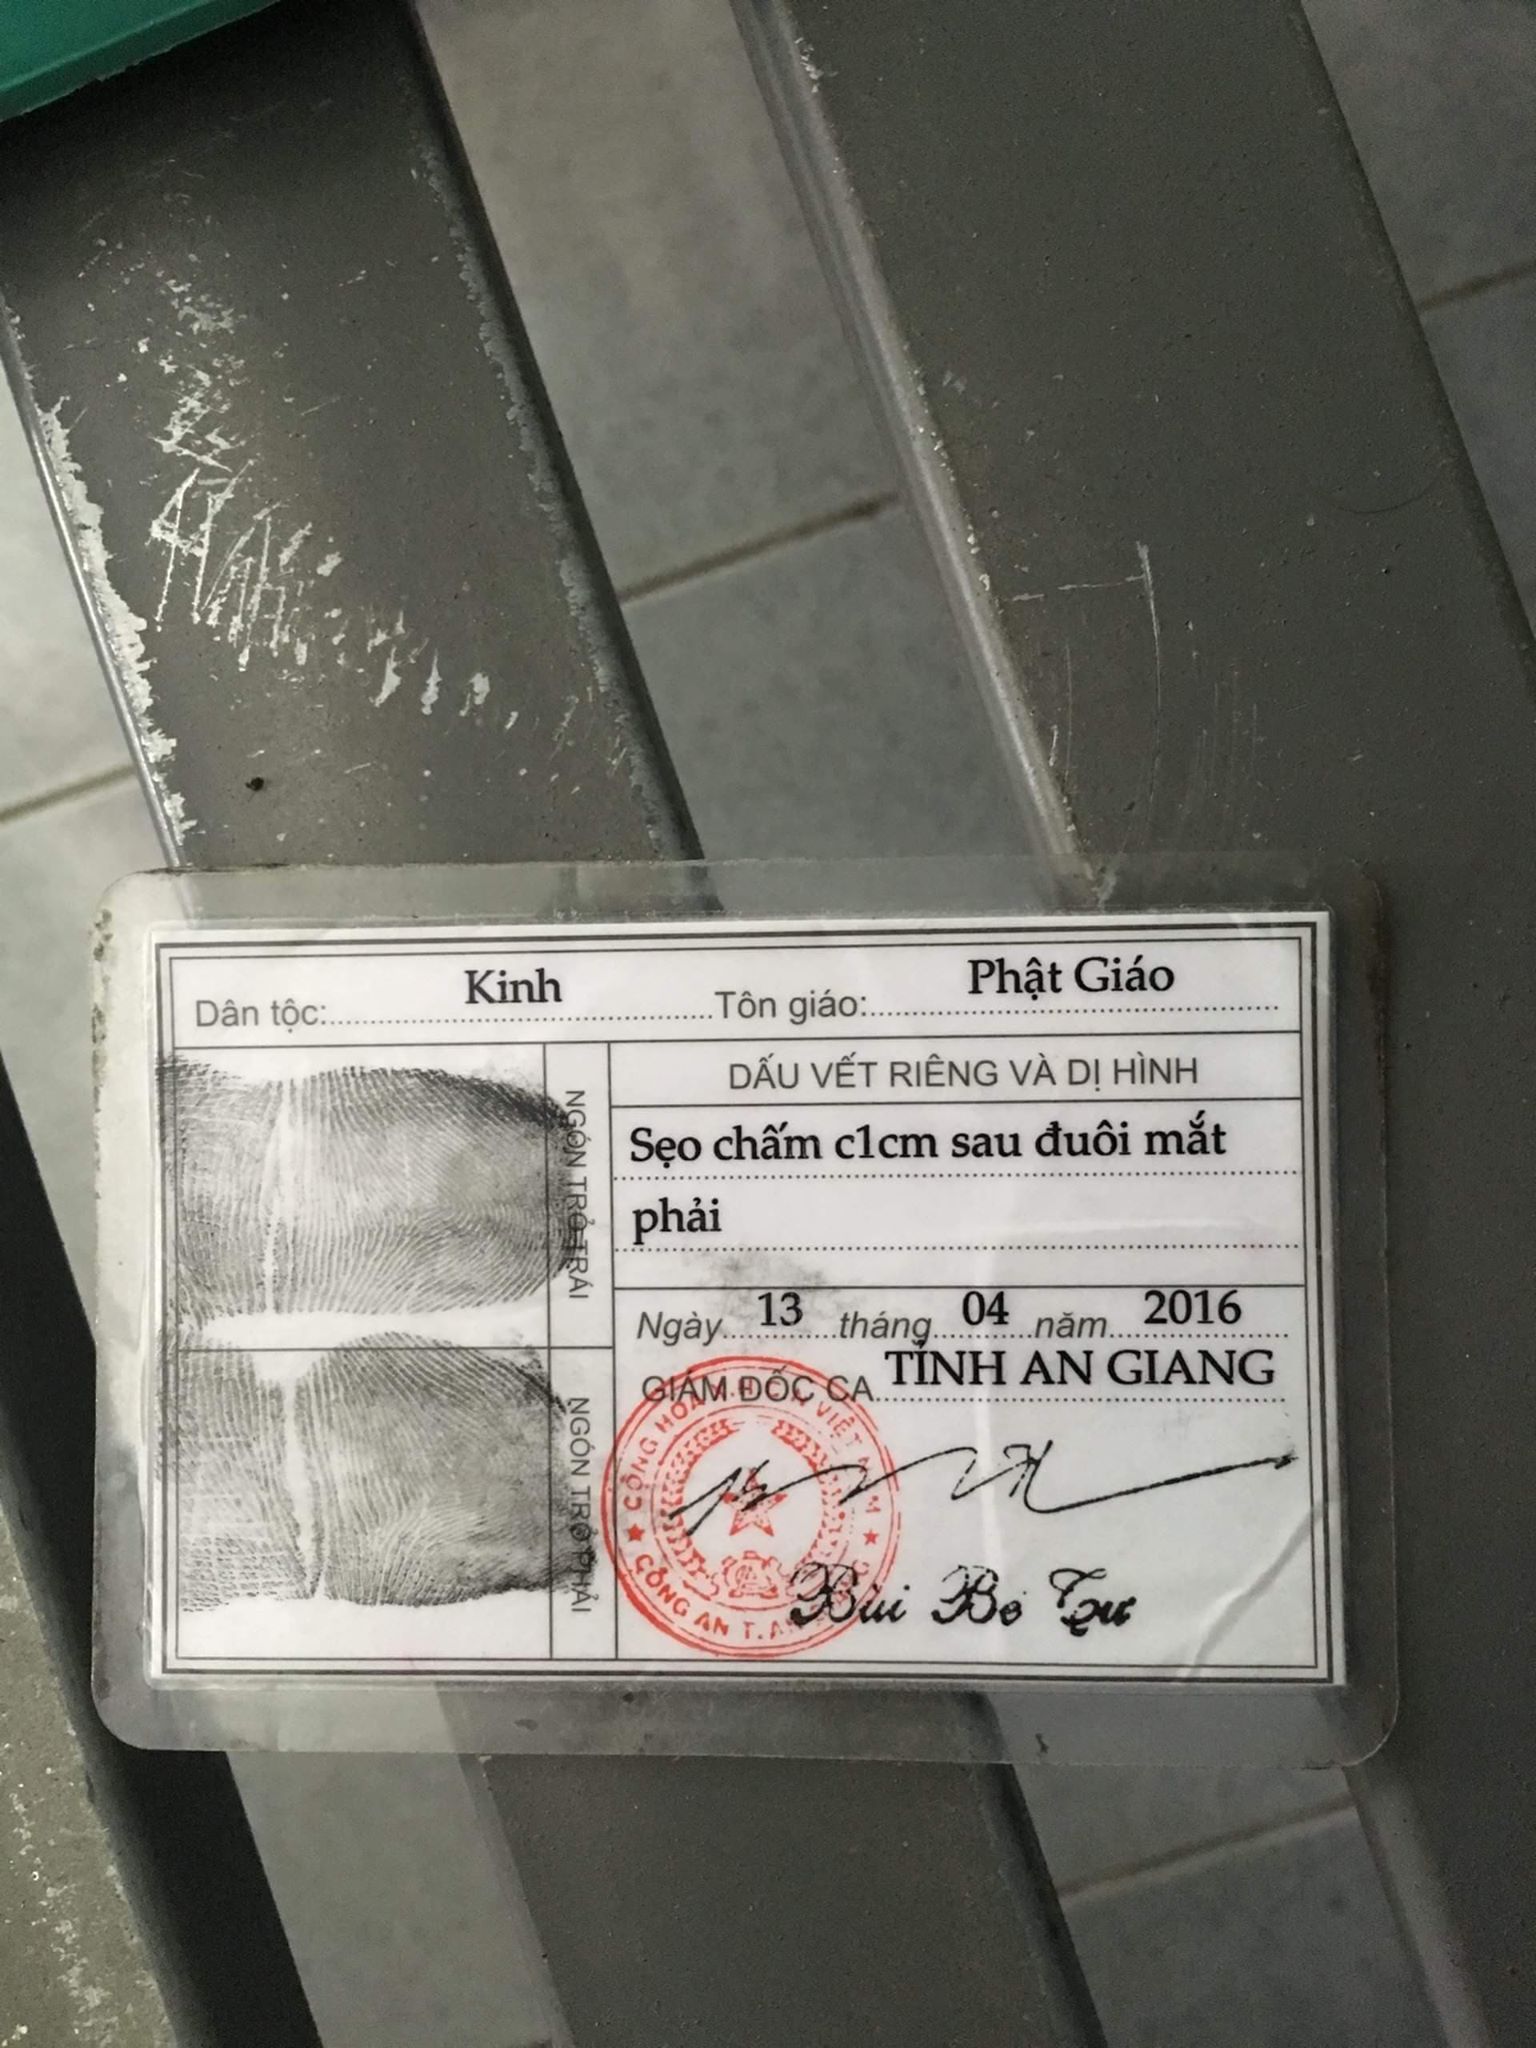 Dân tộc: Kinh Tôn giáo: Phật Giáo
NGÓN TRỎ TRÁI
DẤU VẾT RIÊNG VÀ DỊ HÌNH
Sẹo chấm c1cm sau đuôi mắt
phải
Ngày 13 tháng 04 năm 2016
GIÁM ĐỐC CA TỈNH AN GIANG
NGÓN TRỎ PHẢI
CỘNG HÒA VIỆT NAM
CÔNG AN T. AN
Bùi Bé Tư